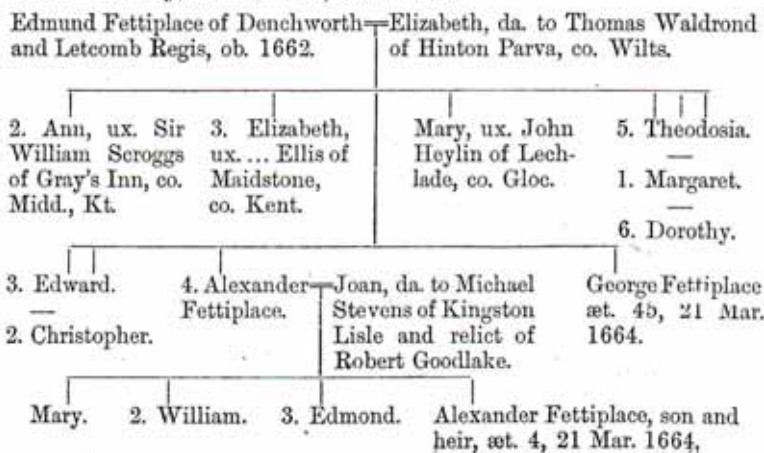 Edmund Fettiplace of Denchworth
and Letcomb Regis, ob. 1662.
Elizabeth, da. to Thomas Waldrond
of Hinton Parva, co. Wilts.
2. Ann, ux. Sir
William Scroggs
of Gray's Inn, co.
Midd., Kt.
3. Elizabeth,
ux. ... Ellis of
Maidstone,
co. Kent.
Mary, ux. John
Heylin of Lech-
lade, co. Gloc.
5. Theodosia.
—
1. Margaret.
—
6. Dorothy.
3. Edward.
—
2. Christopher.
4. Alexander
Fettiplace.
Joan, da. to Michael
Stevens of Kingston
Lisle and relict of
Robert Goodlake.
George Fettiplace
æt. 45, 21 Mar.
1664.
Mary.
2. William.
3. Edmond.
Alexander Fettiplace, son and
heir, æt. 4, 21 Mar. 1664,